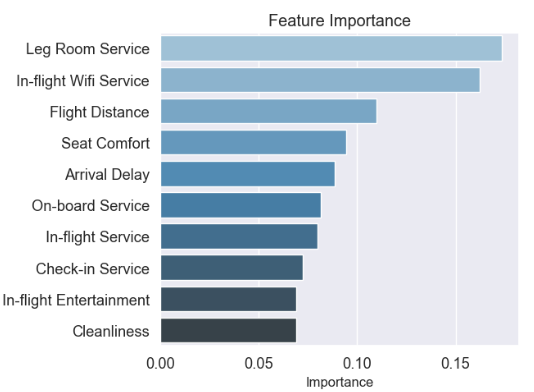 Feature Importance
Leg Room Service
In-flight Wifi Service
Flight Distance
Seat Comfort
Arrival Delay
On-board Service
In-flight Service
Check-in Service
In-flight Entertainment
Cleanliness
0.00 0.05 0.10 0.15
Importance